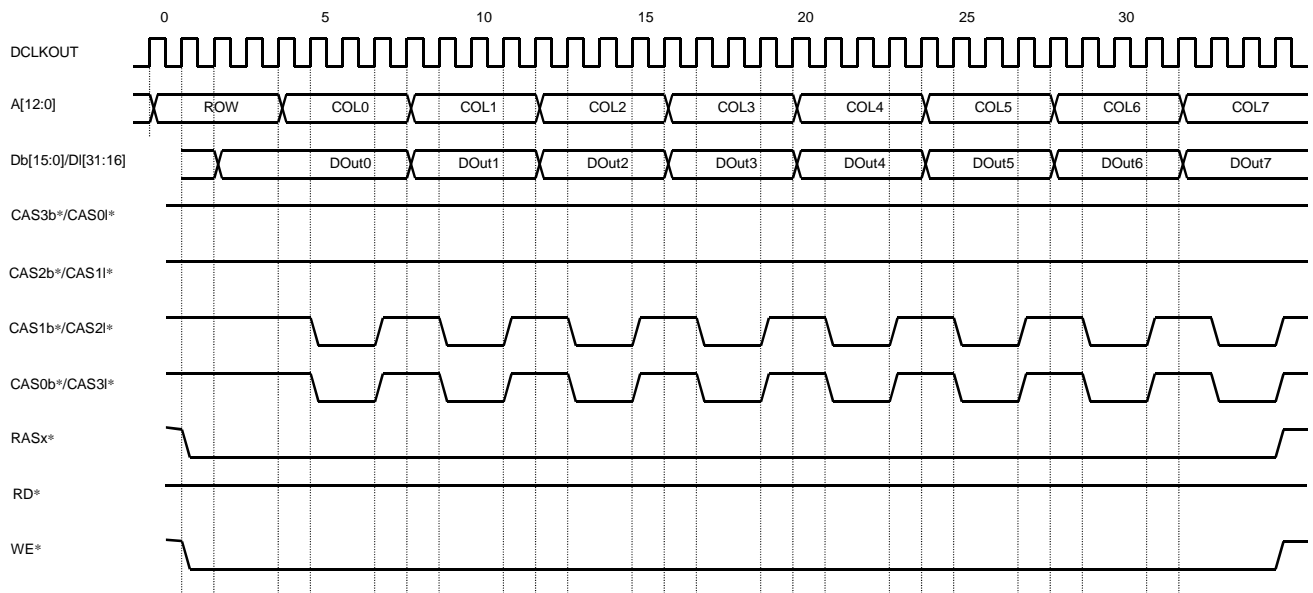 0 5 10 15 20 25 30
DCLKOUT
A[12:0] ROW COL0 COL1 COL2 COL3 COL4 COL5 COL6 COL7
Db[15:0]/Dl[31:16] DOut0 DOut1 DOut2 DOut3 DOut4 DOut5 DOut6 DOut7
CAS3b*/CAS0l*
CAS2b*/CAS1l*
CAS1b*/CAS2l*
CAS0b*/CAS3l*
RASx*
RD*
WE*